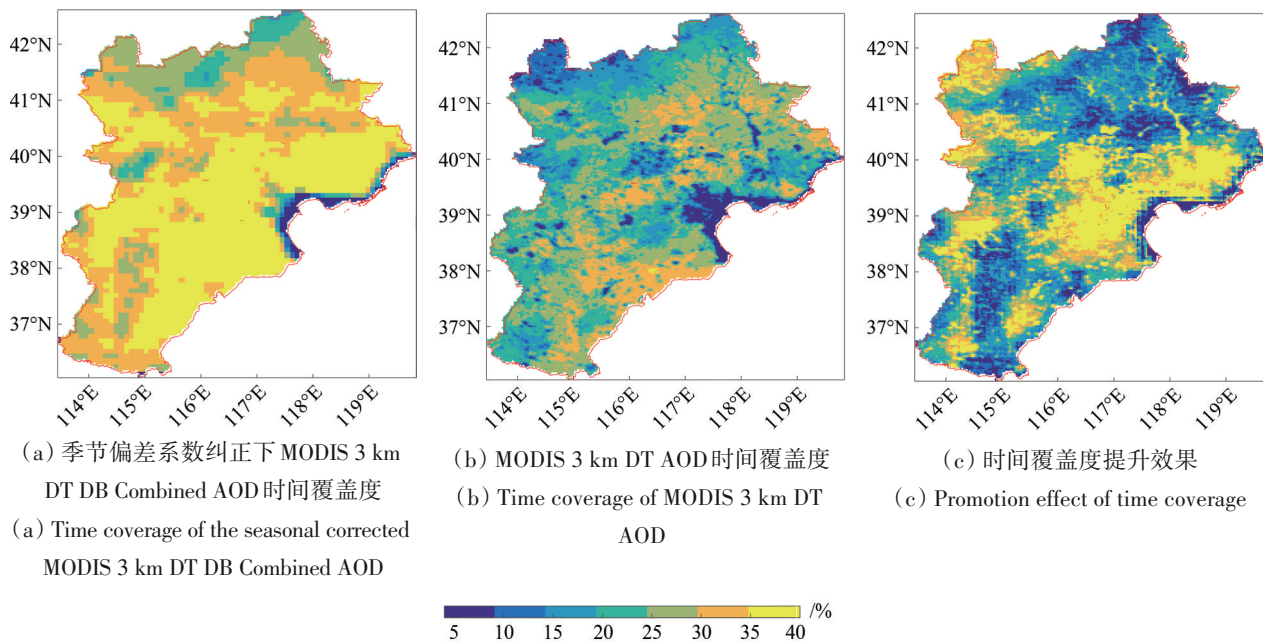 42°N
41°N
40°N
39°N
38°N
37°N
114°E
115°E
116°E
117°E
118°E
119°E
42°N
41°N
40°N
39°N
38°N
37°N
114°E
115°E
116°E
117°E
118°E
119°E
42°N
41°N
40°N
39°N
38°N
37°N
114°E
115°E
116°E
117°E
118°E
119°E
(a) 季节偏差系数纠正下 MODIS 3 km
DT DB Combined AOD 时间覆盖度
(a) Time coverage of the seasonal corrected
MODIS 3 km DT DB Combined AOD
(b) MODIS 3 km DT AOD 时间覆盖度
(b) Time coverage of MODIS 3 km DT
AOD
(c) 时间覆盖度提升效果
(c) Promotion effect of time coverage
/%
5 10 15 20 25 30 35 40